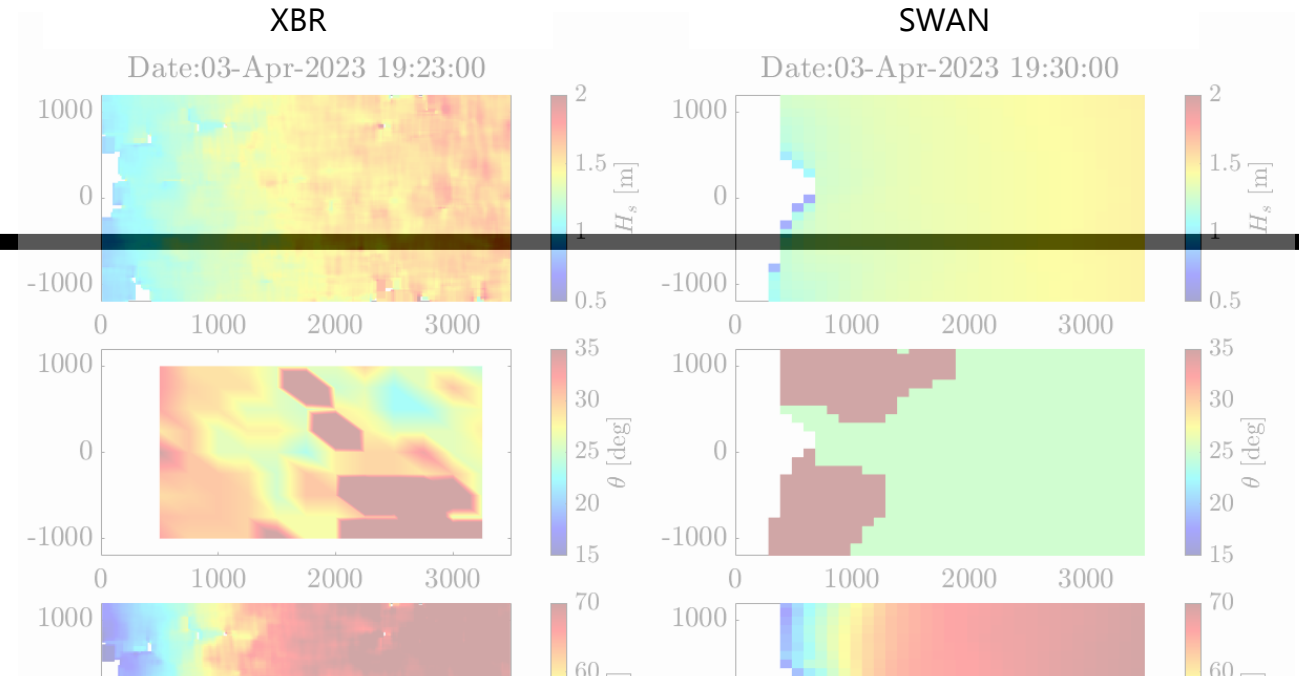 XBR SWAN
Date:03-Apr-2023 19:23:00 Date:03-Apr-2023 19:30:00
1000 2 1000 2
1.5 1.5
0 0
H_s [m] H_s [m]
1 1
-1000 0.5 -1000 0.5
0 1000 2000 3000 0 1000 2000 3000
1000 35 1000 35
30 30
0 25 0 25
θ [deg] θ [deg]
20 20
-1000 15 -1000 15
0 1000 2000 3000 0 1000 2000 3000
1000 70 1000 70
60 60